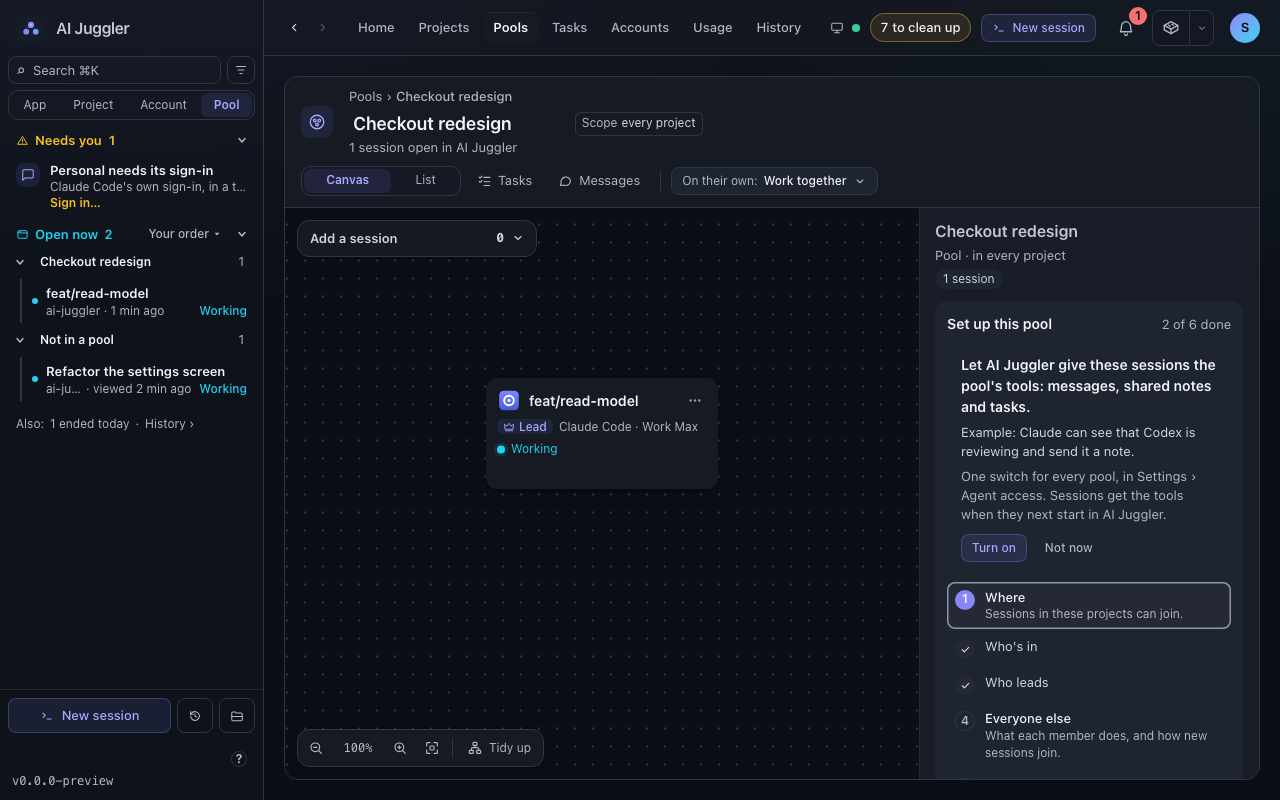 AI Juggler
Search ⌘K
App Project Account Pool
Needs you 1
Personal needs its sign-in
Claude Code's own sign-in, in a t...
Sign in...
Open now 2 Your order
Checkout redesign 1
feat/read-model
ai-juggler · 1 min ago Working
Not in a pool 1
Refactor the settings screen
ai-ju... · viewed 2 min ago Working
Also: 1 ended today · History ›
New session
?
v0.0.0-preview
Home Projects Pools Tasks Accounts Usage History
7 to clean up
New session
1
S
Pools › Checkout redesign
Checkout redesign
1 session open in AI Juggler
Scope every project
Canvas List Tasks Messages On their own: Work together
Add a session 0
feat/read-model
Lead Claude Code · Work Max
Working
100% Tidy up
Checkout redesign
Pool · in every project
1 session
Set up this pool 2 of 6 done
Let AI Juggler give these sessions the
pool's tools: messages, shared notes
and tasks.
Example: Claude can see that Codex is
reviewing and send it a note.
One switch for every pool, in Settings ›
Agent access. Sessions get the tools
when they next start in AI Juggler.
Turn on Not now
1 Where
Sessions in these projects can join.
Who's in
Who leads
4 Everyone else
What each member does, and how new
sessions join.